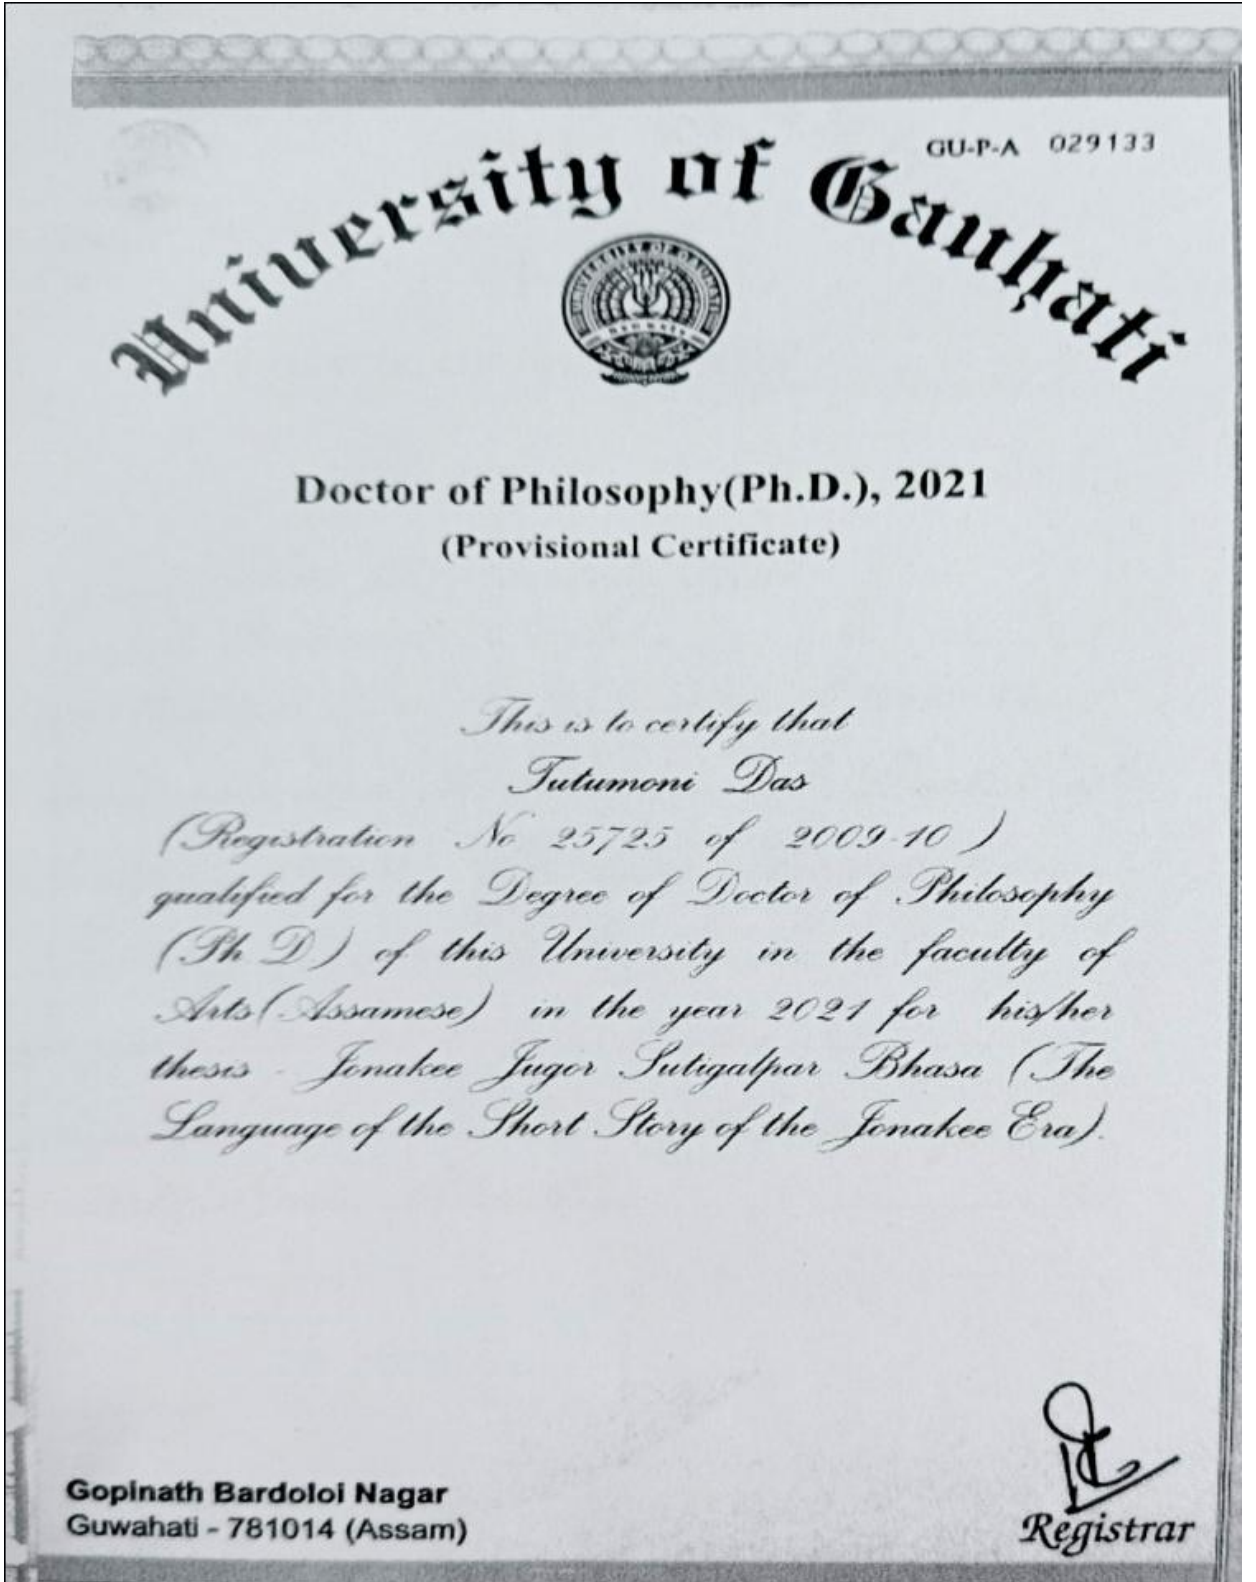 GU-P-A 029133
University of Gauhati
UNIVERSITY OF GAUHATI
Doctor of Philosophy(Ph.D.), 2021
(Provisional Certificate)
This is to certify that
Tutumoni Das
(Registration No 25725 of 2009-10 )
qualified for the Degree of Doctor of Philosophy
(Ph D) of this University in the faculty of
Arts(Assamese) in the year 2021 for his/her
thesis - Jonakee Jugor Sutigalpar Bhasa (The
Language of the Short Story of the Jonakee Era).
Gopinath Bardoloi Nagar
Guwahati - 781014 (Assam)
Registrar